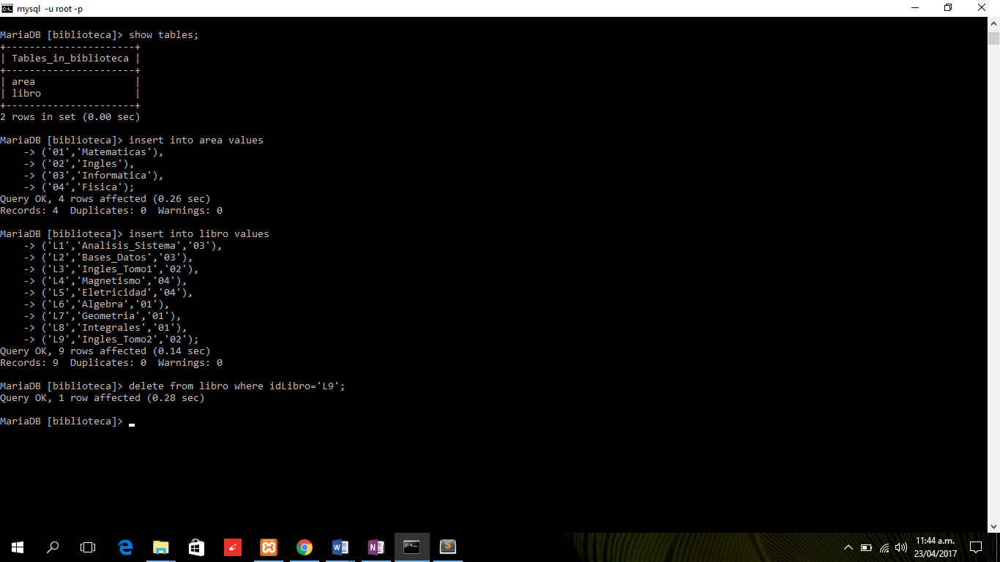 mysql  -u root -p
MariaDB [biblioteca]> show tables;
+----------------------+
| Tables_in_biblioteca |
+----------------------+
| area                 |
| libro                |
+----------------------+
2 rows in set (0.00 sec)
MariaDB [biblioteca]> insert into area values
    -> ('01','Matematicas'),
    -> ('02','Ingles'),
    -> ('03','Informatica'),
    -> ('04','Fisica');
Query OK, 4 rows affected (0.26 sec)
Records: 4  Duplicates: 0  Warnings: 0
MariaDB [biblioteca]> insert into libro values
    -> ('L1','Analisis_Sistema','03'),
    -> ('L2','Bases_Datos','03'),
    -> ('L3','Ingles_Tomo1','02'),
    -> ('L4','Magnetismo','04'),
    -> ('L5','Eletricidad','04'),
    -> ('L6','Algebra','01'),
    -> ('L7','Geometria','01'),
    -> ('L8','Integrales','01'),
    -> ('L9','Ingles_Tomo2','02');
Query OK, 9 rows affected (0.14 sec)
Records: 9  Duplicates: 0  Warnings: 0
MariaDB [biblioteca]> delete from libro where idLibro='L9';
Query OK, 1 row affected (0.28 sec)
MariaDB [biblioteca]>
11:44 a.m.
23/04/2017